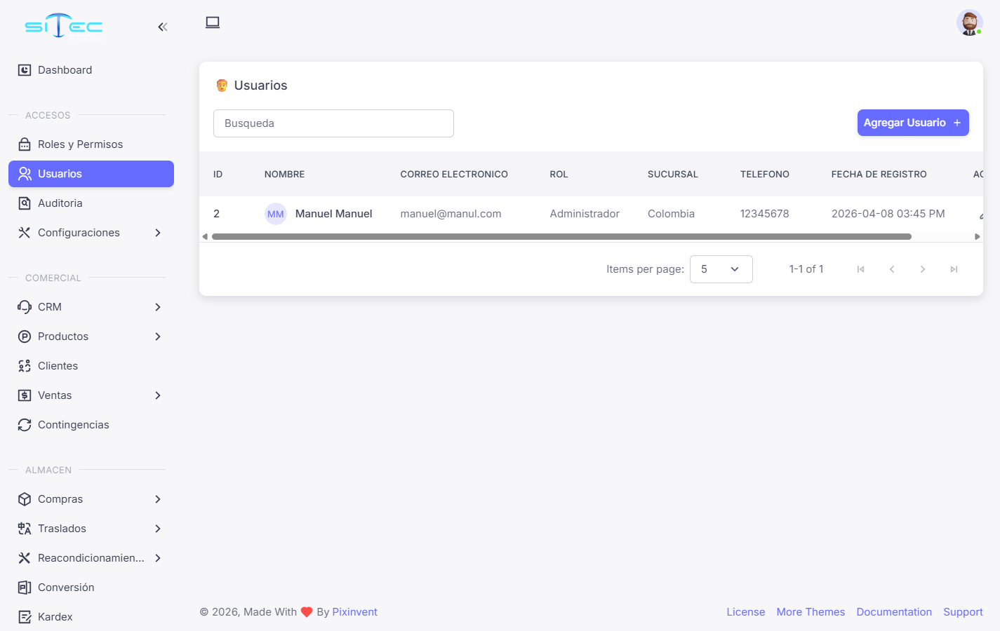 SITEC
Dashboard
ACCESOS
Roles y Permisos
Usuarios
Auditoria
Configuraciones
COMERCIAL
CRM
Productos
Clientes
Ventas
Contingencias
ALMACEN
Compras
Traslados
Reacondicionamien...
Conversión
Kardex
Usuarios
Busqueda
Agregar Usuario +
ID NOMBRE CORREO ELECTRONICO ROL SUCURSAL TELEFONO FECHA DE REGISTRO
2 MM Manuel Manuel manuel@manul.com Administrador Colombia 12345678 2026-04-08 03:45 PM
Items per page: 5 1-1 of 1
© 2026, Made With ❤️ By Pixinvent
License More Themes Documentation Support